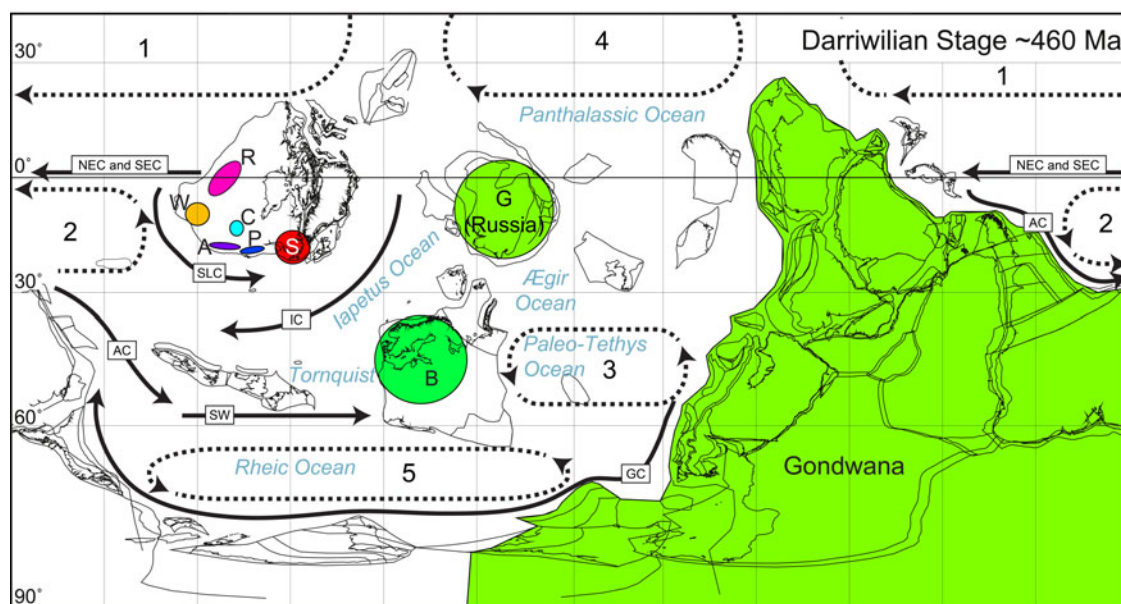 Darriwilian Stage ~460 Ma
1
4
1
30°
Panthalassic Ocean
R
0°
NEC and SEC
NEC and SEC
W
G
(Russia)
C
2
AC
2
A
P
S
SLC
Iapetus Ocean
Ægir
Ocean
30°
IC
AC
Paleo-Tethys
Ocean
3
Tornquist
B
SW
60°
Rheic Ocean
5
GC
Gondwana
90°